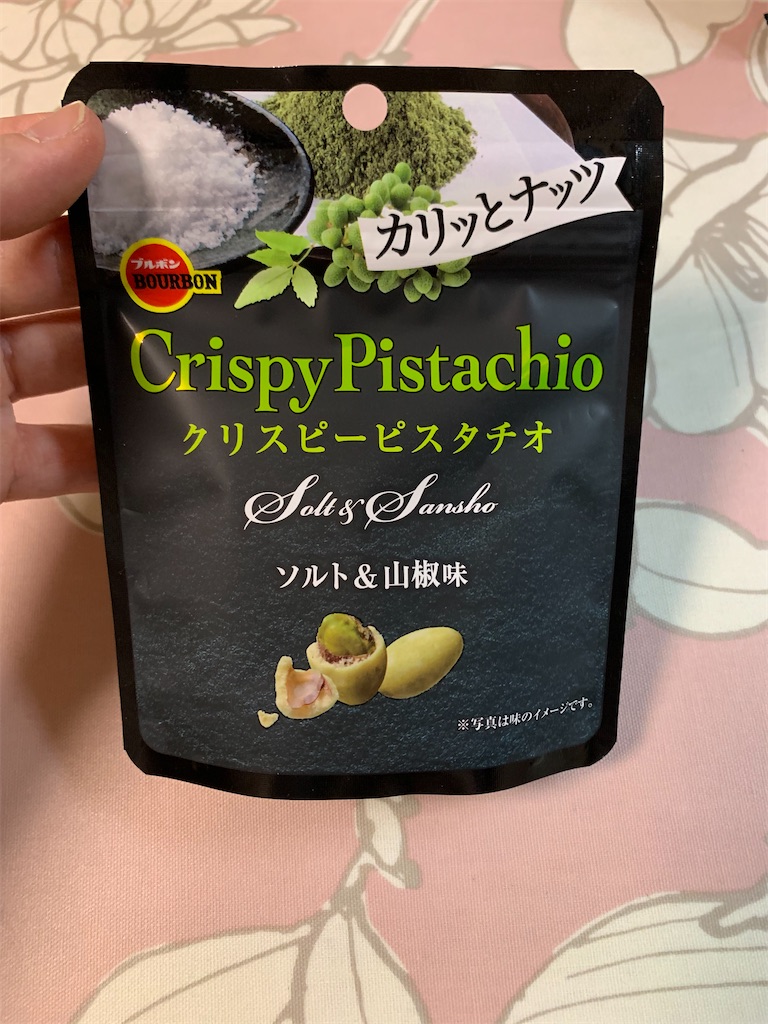 カリッとナッツ
ブルボン
BOURBON
Crispy Pistachio
クリスピーピスタチオ
Solt & Sansho
ソルト&山椒味
※写真は味のイメージです。